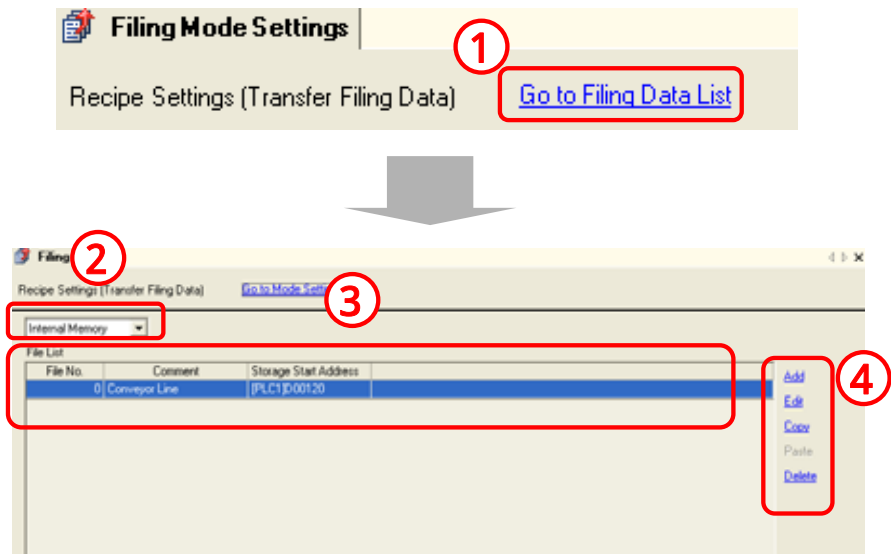 Filing Mode Settings
1
Recipe Settings (Transfer Filing Data) Go to Filing Data List
Filing
2
Recipe Settings (Transfer Filing Data) Go to Mode
3
Internal Memory
File List
File No. Comment Storage Start Address
0 Conveyor Line [PLC1]D00120
Add
4
Edit
Copy
Paste
Delete